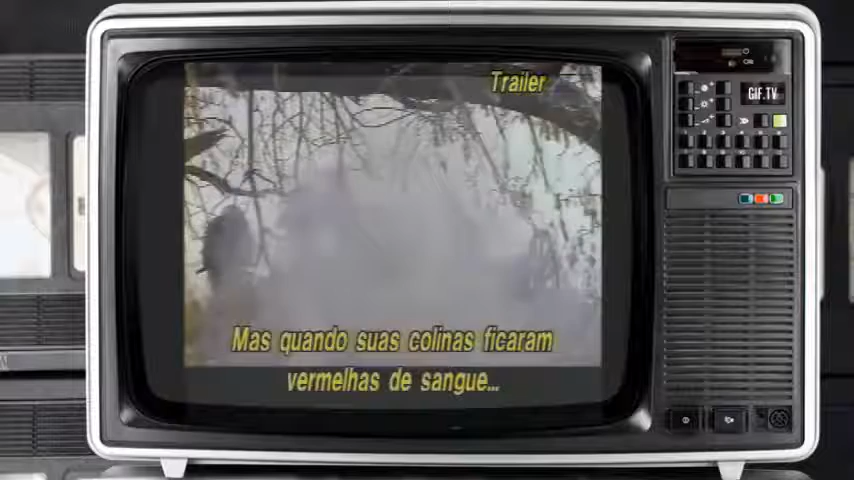 Trailer
GIF.TV
Mas quando suas colinas ficaram
vermelhas de sangue...